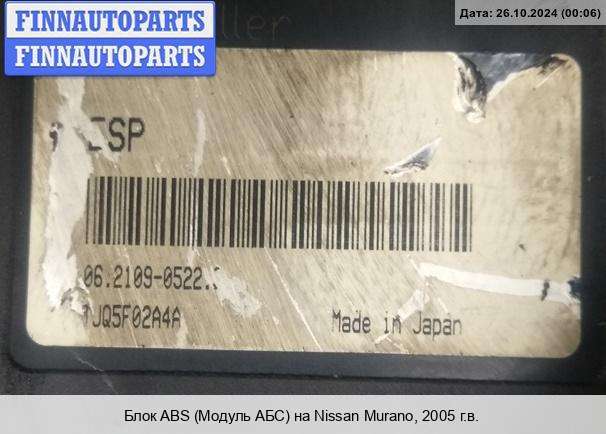 FINNAUTOPARTS
FINNAUTOPARTS
Дата: 26.10.2024 (00:06)
ESP
06.2109-0522.
TJQ5F02A4A
Made in Japan
Блок ABS (Модуль АБС) на Nissan Murano, 2005 г.в.